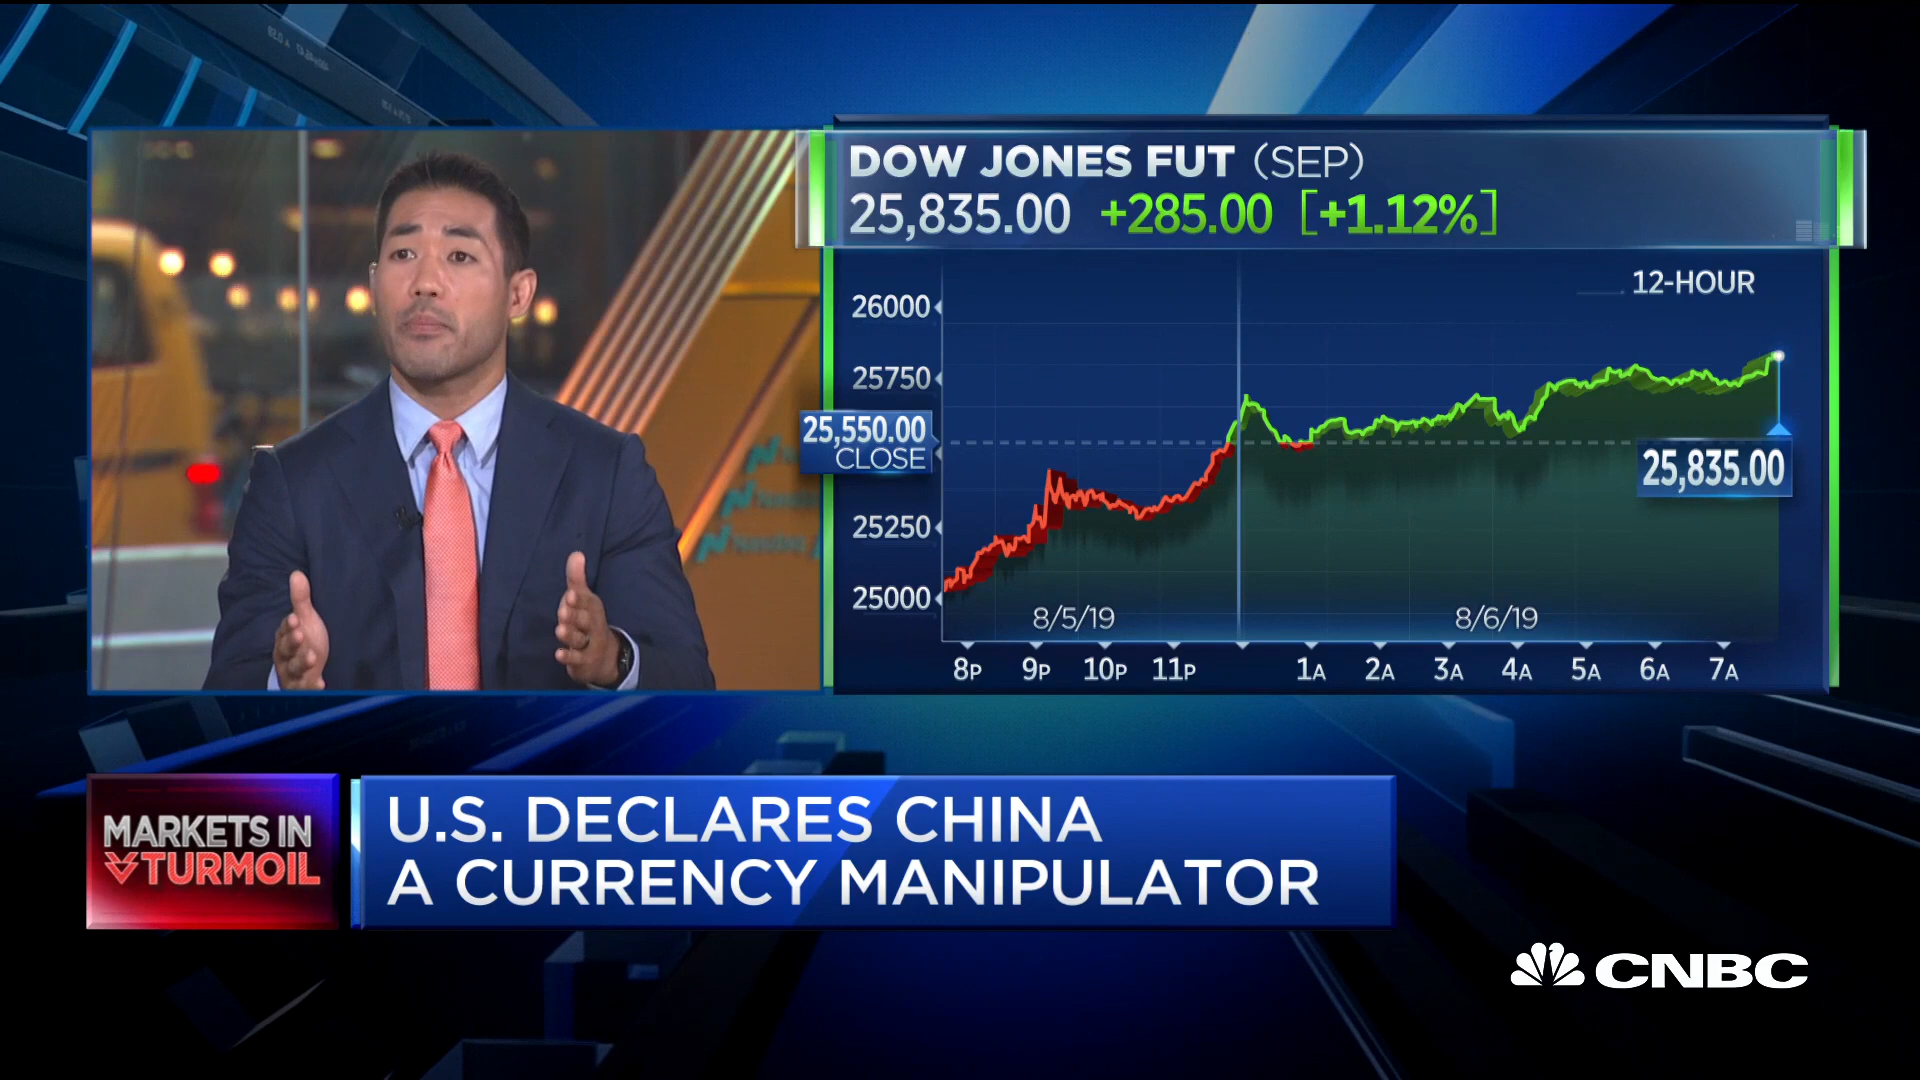 DOW JONES FUT (SEP)
25,835.00 +285.00 [+1.12%]
12-HOUR
26000
25750
25,550.00
CLOSE
25250
25000
25,835.00
8/5/19
8/6/19
8P 9P 10P 11P 1A 2A 3A 4A 5A 6A 7A
Nasdaq
MARKETS IN
TURMOIL
U.S. DECLARES CHINA
A CURRENCY MANIPULATOR
CNBC